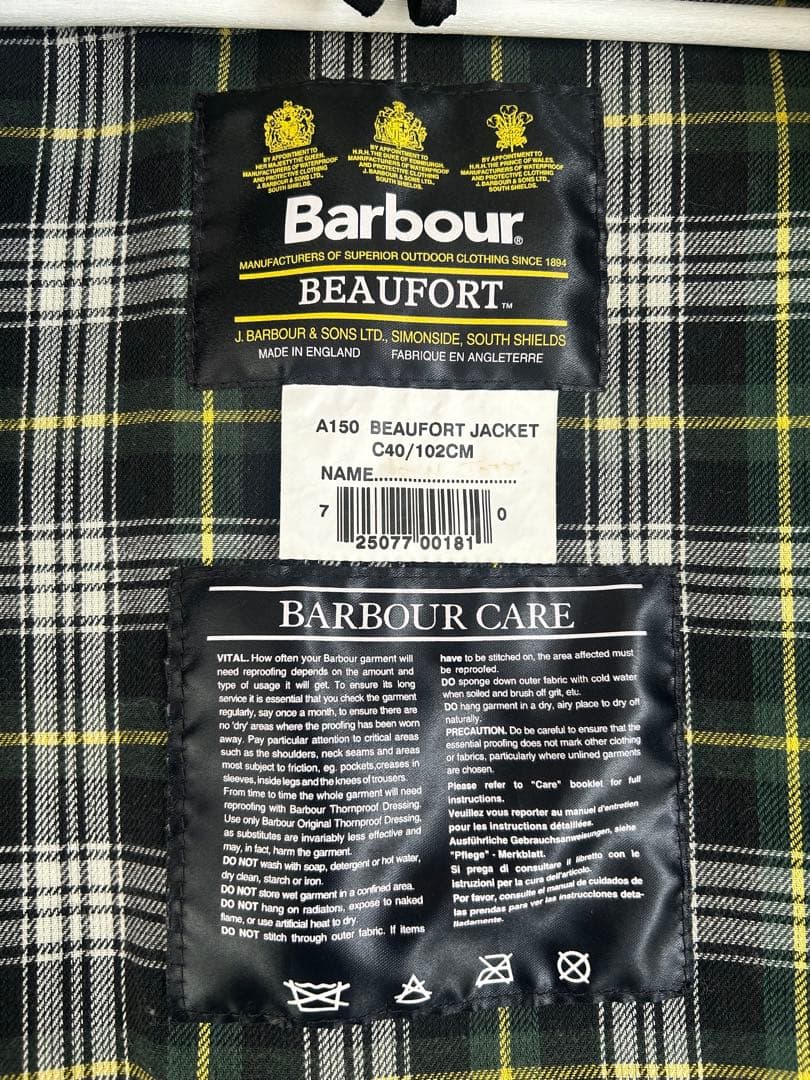 BY APPOINTMENT TO
HER MAJESTY THE QUEEN
MANUFACTURERS OF WATERPROOF
AND PROTECTIVE CLOTHING
J. BARBOUR & SONS LTD.,
SOUTH SHIELDS.
BY APPOINTMENT TO
H.R.H. THE DUKE OF EDINBURGH,
MANUFACTURERS OF WATERPROOF
AND PROTECTIVE CLOTHING
J. BARBOUR & SONS LTD.,
SOUTH SHIELDS.
BY APPOINTMENT TO
H.R.H. THE PRINCE OF WALES,
MANUFACTURERS OF WATERPROOF
AND PROTECTIVE CLOTHING
J. BARBOUR & SONS LTD.,
SOUTH SHIELDS.
Barbour®
MANUFACTURERS OF SUPERIOR OUTDOOR CLOTHING SINCE 1894
BEAUFORT™
J. BARBOUR & SONS LTD., SIMONSIDE, SOUTH SHIELDS
MADE IN ENGLAND FABRIQUE EN ANGLETERRE
A150 BEAUFORT JACKET
C40/102CM
NAME..............................
7 25077 00181 0
BARBOUR CARE
VITAL. How often your Barbour garment will
need reproofing depends on the amount and
type of usage it will get. To ensure its long
service it is essential that you check the garment
regularly, say once a month, to ensure there are
no 'dry' areas where the proofing has been worn
away. Pay particular attention to critical areas
such as the shoulders, neck seams and areas
most subject to friction, eg. pockets,creases in
sleeves, inside legs and the knees of trousers.
From time to time the whole garment will need
reproofing with Barbour Thornproof Dressing.
Use only Barbour Original Thornproof Dressing,
as substitutes are invariably less effective and
may, in fact, harm the garment.
DO NOT wash with soap, detergent or hot water,
dry clean, starch or iron.
DO NOT store wet garment in a confined area.
DO NOT hang on radiators, expose to naked
flame, or use artificial heat to dry.
DO NOT stitch through outer fabric. If items
have to be stitched on, the area affected must
be reproofed.
DO sponge down outer fabric with cold water
when soiled and brush off grit, etc.
DO hang garment in a dry, airy place to dry off
naturally.
PRECAUTION. Do be careful to ensure that the
essential proofing does not mark other clothing
or fabrics, particularly where unlined garments
are chosen.
Please refer to "Care" booklet for full
instructions.
Veuillez vous reporter au manuel d'entretien
pour les instructions détaillées.
Ausführliche Gebrauchsanweisungen, siehe
"Pflege" - Merkblatt.
Si prega di consultare il libretto con le
istruzioni per la cura dell'articolo.
Por favor, consulte el manual de cuidados de
las prendas para ver las instrucciones deta-
lladamente.